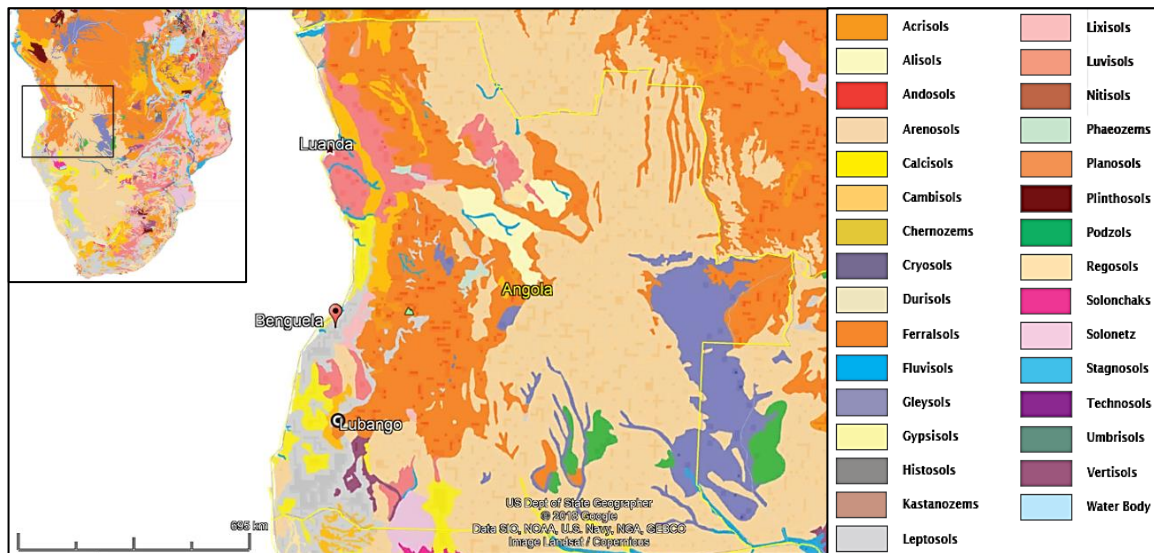 Luanda
Angola
Benguela
Lubango
695 km
US Dept of State Geographer
© 2018 Google
Data SIO, NOAA, U.S. Navy, NGA, GEBCO
Image Landsat / Copernicus
Acrisols
Alisols
Andosols
Arenosols
Calcisols
Cambisols
Chernozems
Cryosols
Durisols
Ferralsols
Fluvisols
Gleysols
Gypsisols
Histosols
Kastanozems
Leptosols
Lixisols
Luvisols
Nitisols
Phaeozems
Planosols
Plinthosols
Podzols
Regosols
Solonchaks
Solonetz
Stagnosols
Technosols
Umbrisols
Vertisols
Water Body